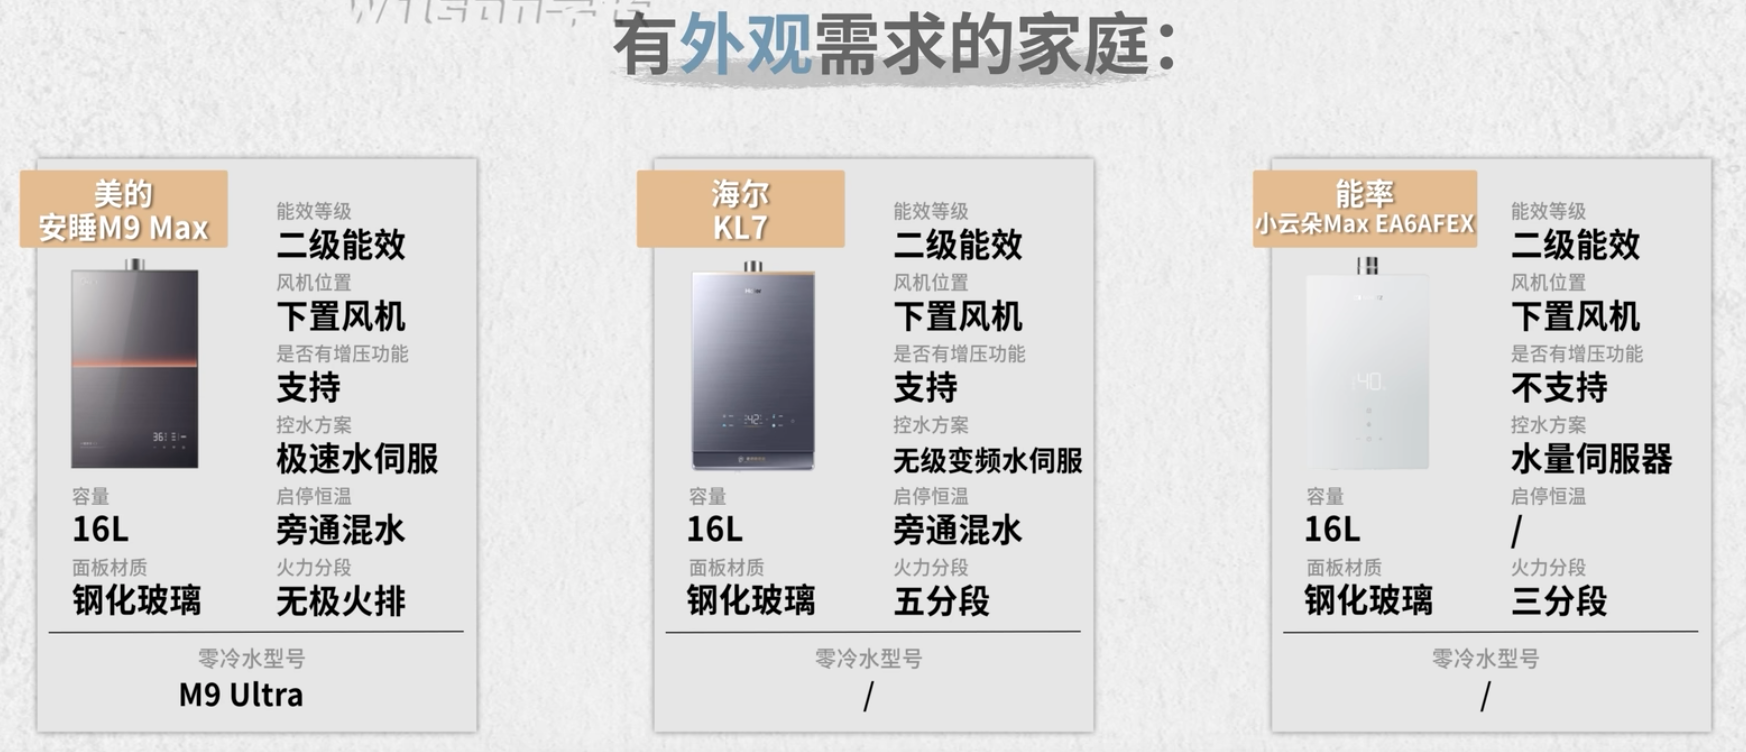 有外观需求的家庭：
美的
安睡M9 Max
能效等级
二级能效
风机位置
下置风机
是否有增压功能
支持
控水方案
极速水伺服
容量
16L
启停恒温
旁通混水
面板材质
钢化玻璃
火力分段
无极火排
零冷水型号
M9 Ultra
海尔
KL7
能效等级
二级能效
风机位置
下置风机
是否有增压功能
支持
控水方案
无级变频水伺服
容量
16L
启停恒温
旁通混水
面板材质
钢化玻璃
火力分段
五分段
零冷水型号
/
能率
小云朵Max EA6AFEX
能效等级
二级能效
风机位置
下置风机
是否有增压功能
不支持
控水方案
水量伺服器
40
容量
16L
启停恒温
/
面板材质
钢化玻璃
火力分段
三分段
零冷水型号
/